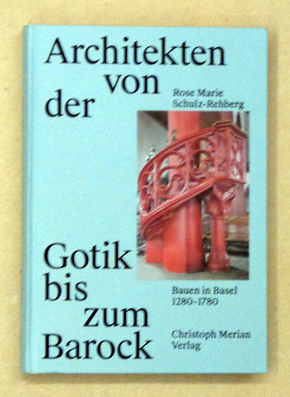 Architekten
von
der
Rose Marie
Schulz-Rehberg
Gotik
bis
zum
Barock
Bauen in Basel
1280–1780
Christoph Merian
Verlag